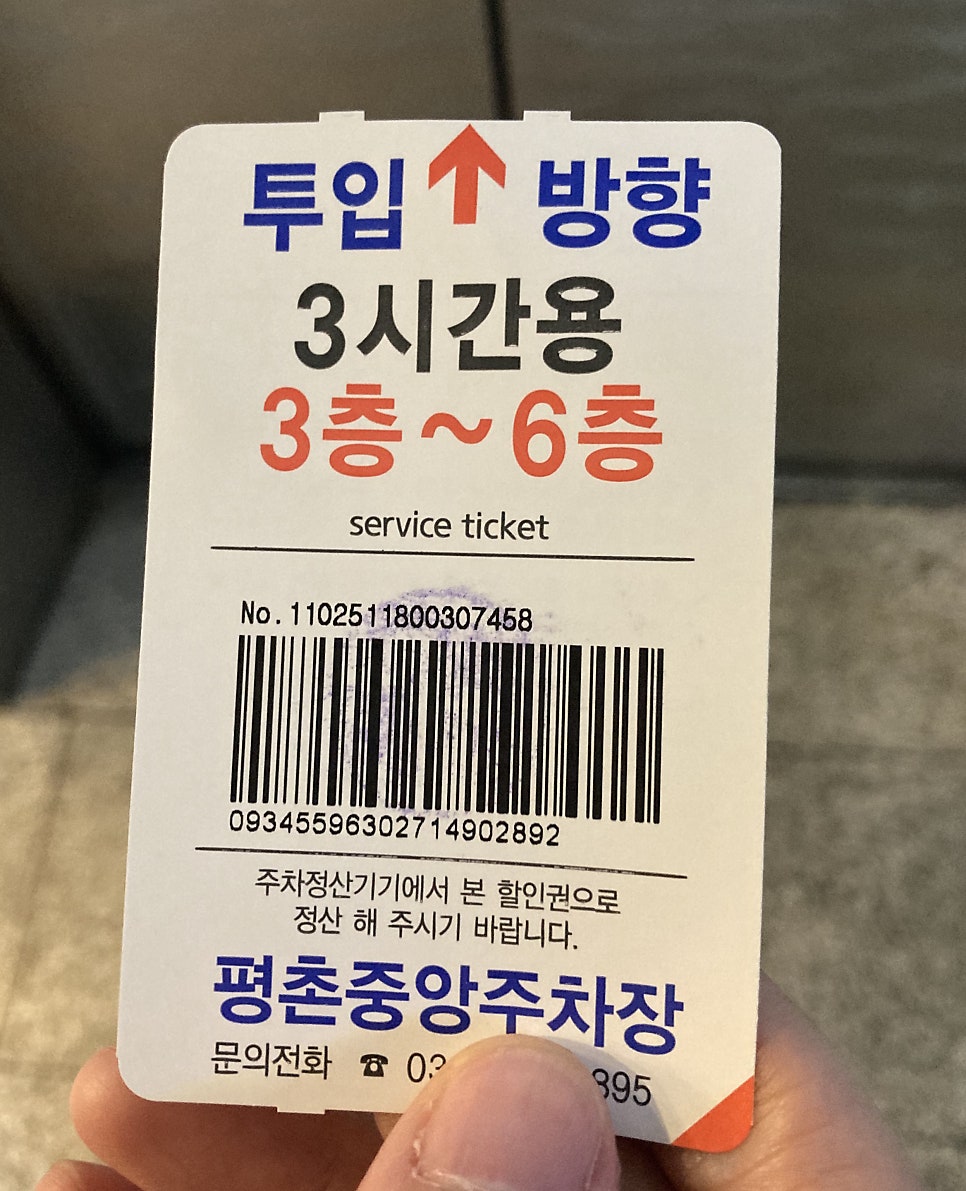 투입 ↑ 방향
3시간용
3층~6층
service ticket
No.1102511800307458
09345596302714902892
주차정산기기에서 본 할인권으로
정산 해 주시기 바랍니다.
평촌중앙주차장
문의전화 ☎